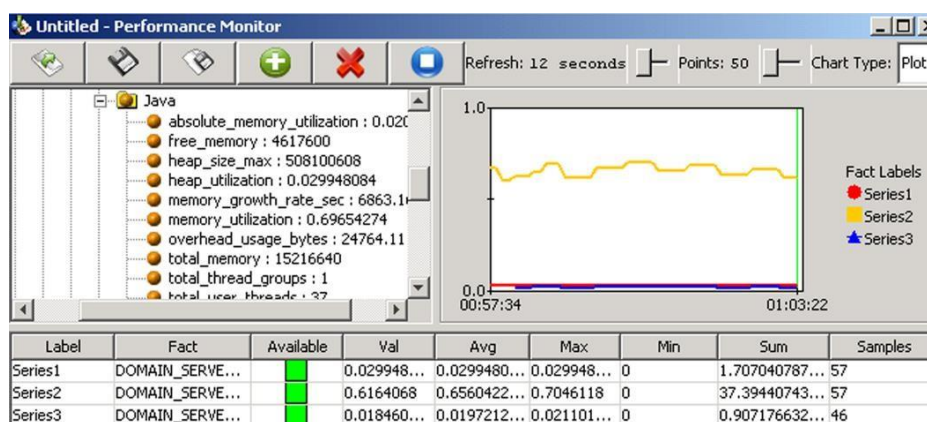 Untitled - Performance Monitor
Refresh: 12 seconds Points: 50 Chart Type: Plot
Java
absolute_memory_utilization : 0.020
free_memory : 4617600
heap_size_max : 508100608
heap_utilization : 0.029948084
memory_growth_rate_sec : 6863.1
memory_utilization : 0.69654274
overhead_usage_bytes : 24764.11
total_memory : 15216640
total_thread_groups : 1
total_user_threads : 37
1.0
0.0
00:57:34 01:03:22
Fact Labels
Series1
Series2
Series3
Label Fact Available Val Avg Max Min Sum Samples
Series1 DOMAIN_SERVE... 0.029948... 0.0299480... 0.029948... 0 1.707040787... 57
Series2 DOMAIN_SERVE... 0.6164068 0.6560422... 0.7046118 0 37.39440743... 57
Series3 DOMAIN_SERVE... 0.018460... 0.0197212... 0.021101... 0 0.907176632... 46